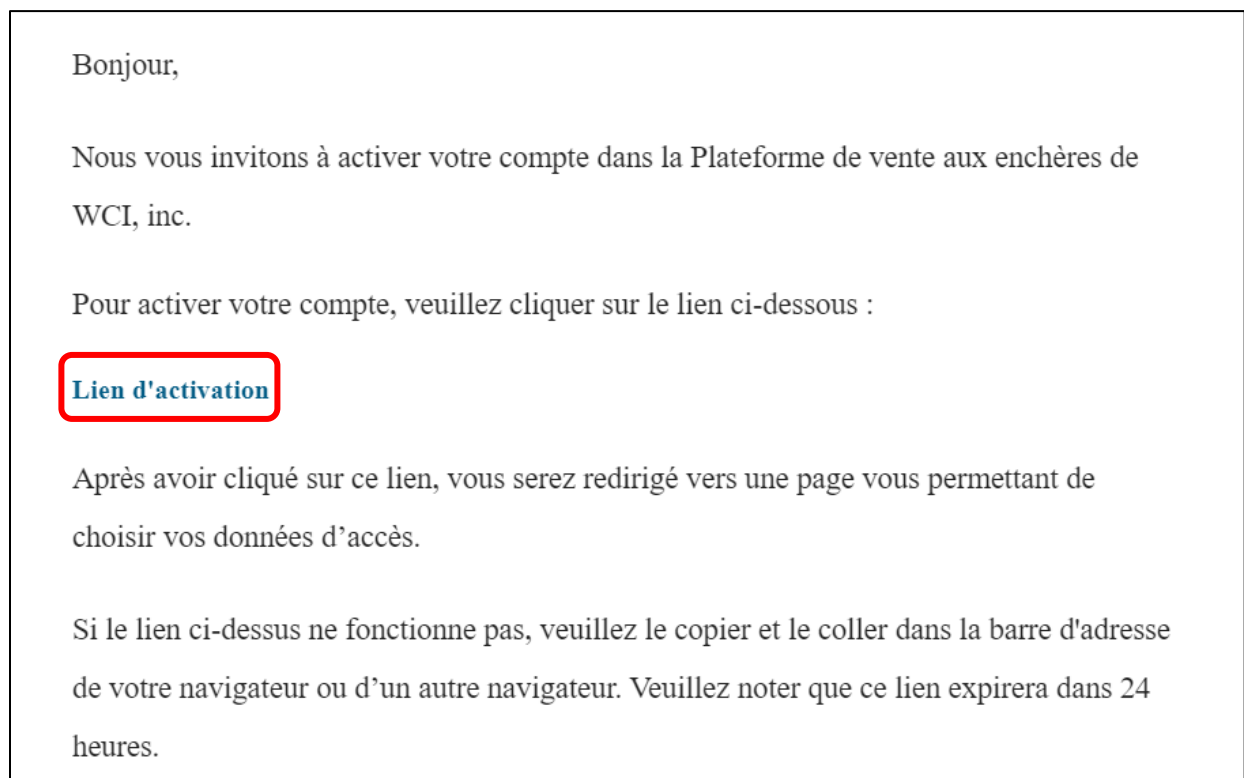 Bonjour,
Nous vous invitons à activer votre compte dans la Plateforme de vente aux enchères de
WCI, inc.
Pour activer votre compte, veuillez cliquer sur le lien ci-dessous :
Lien d'activation
Après avoir cliqué sur ce lien, vous serez redirigé vers une page vous permettant de
choisir vos données d’accès.
Si le lien ci-dessus ne fonctionne pas, veuillez le copier et le coller dans la barre d'adresse
de votre navigateur ou d’un autre navigateur. Veuillez noter que ce lien expirera dans 24
heures.